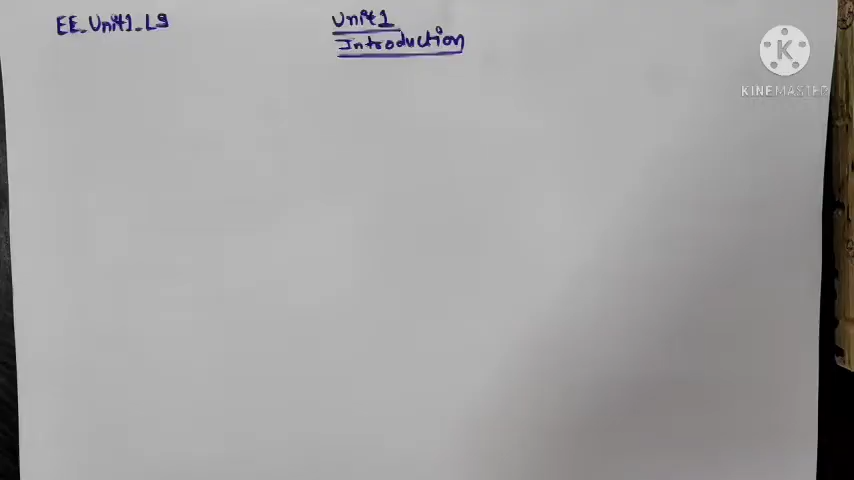 EE_Unit1_L9
Unit1
Introduction
K
KINEMASTER